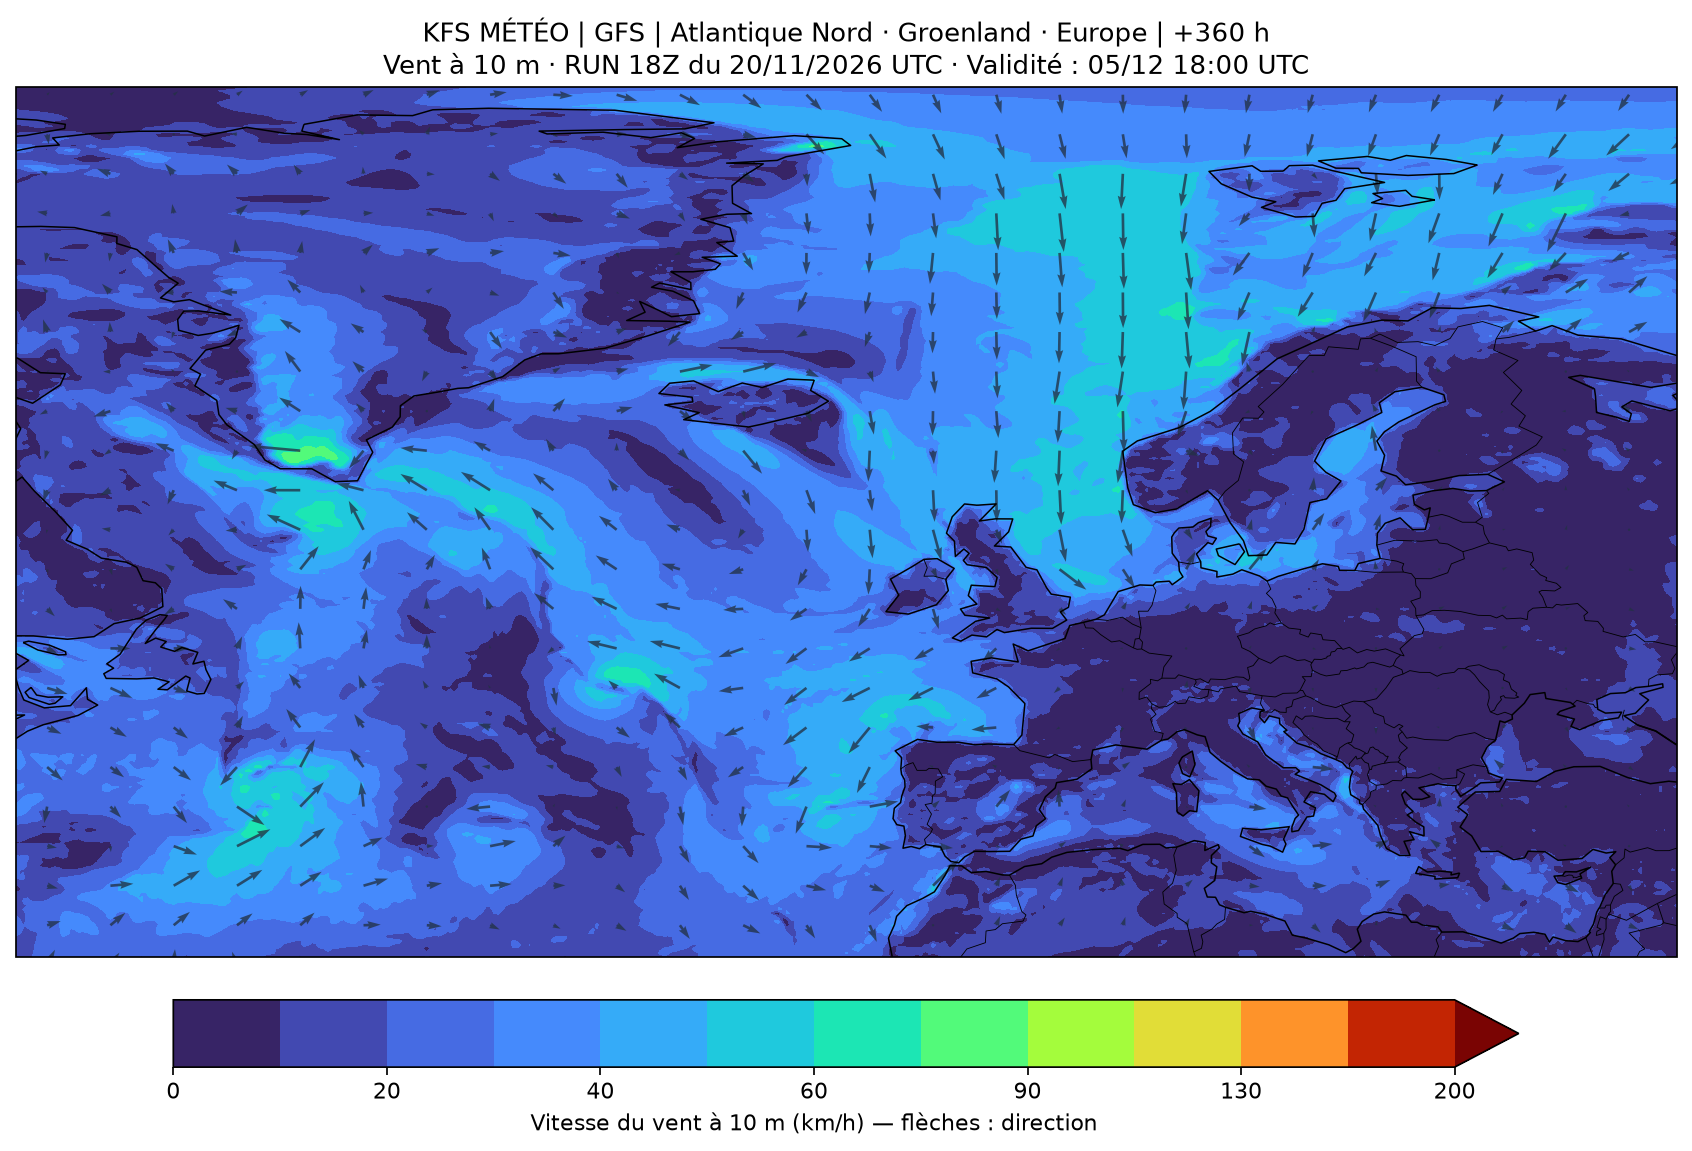 KFS MÉTÉO | GFS | Atlantique Nord · Groenland · Europe | +360 h
Vent à 10 m · RUN 18Z du 20/11/2026 UTC · Validité : 05/12 18:00 UTC
0 20 40 60 90 130 200
Vitesse du vent à 10 m (km/h) — flèches : direction